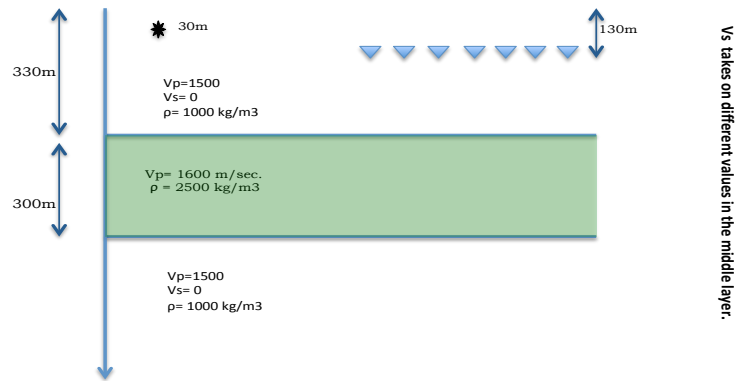 30m
130m
330m
Vp=1500
Vs= 0
ρ= 1000 kg/m3
Vp= 1600 m/sec.
ρ = 2500 kg/m3
300m
Vp=1500
Vs= 0
ρ= 1000 kg/m3
Vs takes on different values in the middle layer.